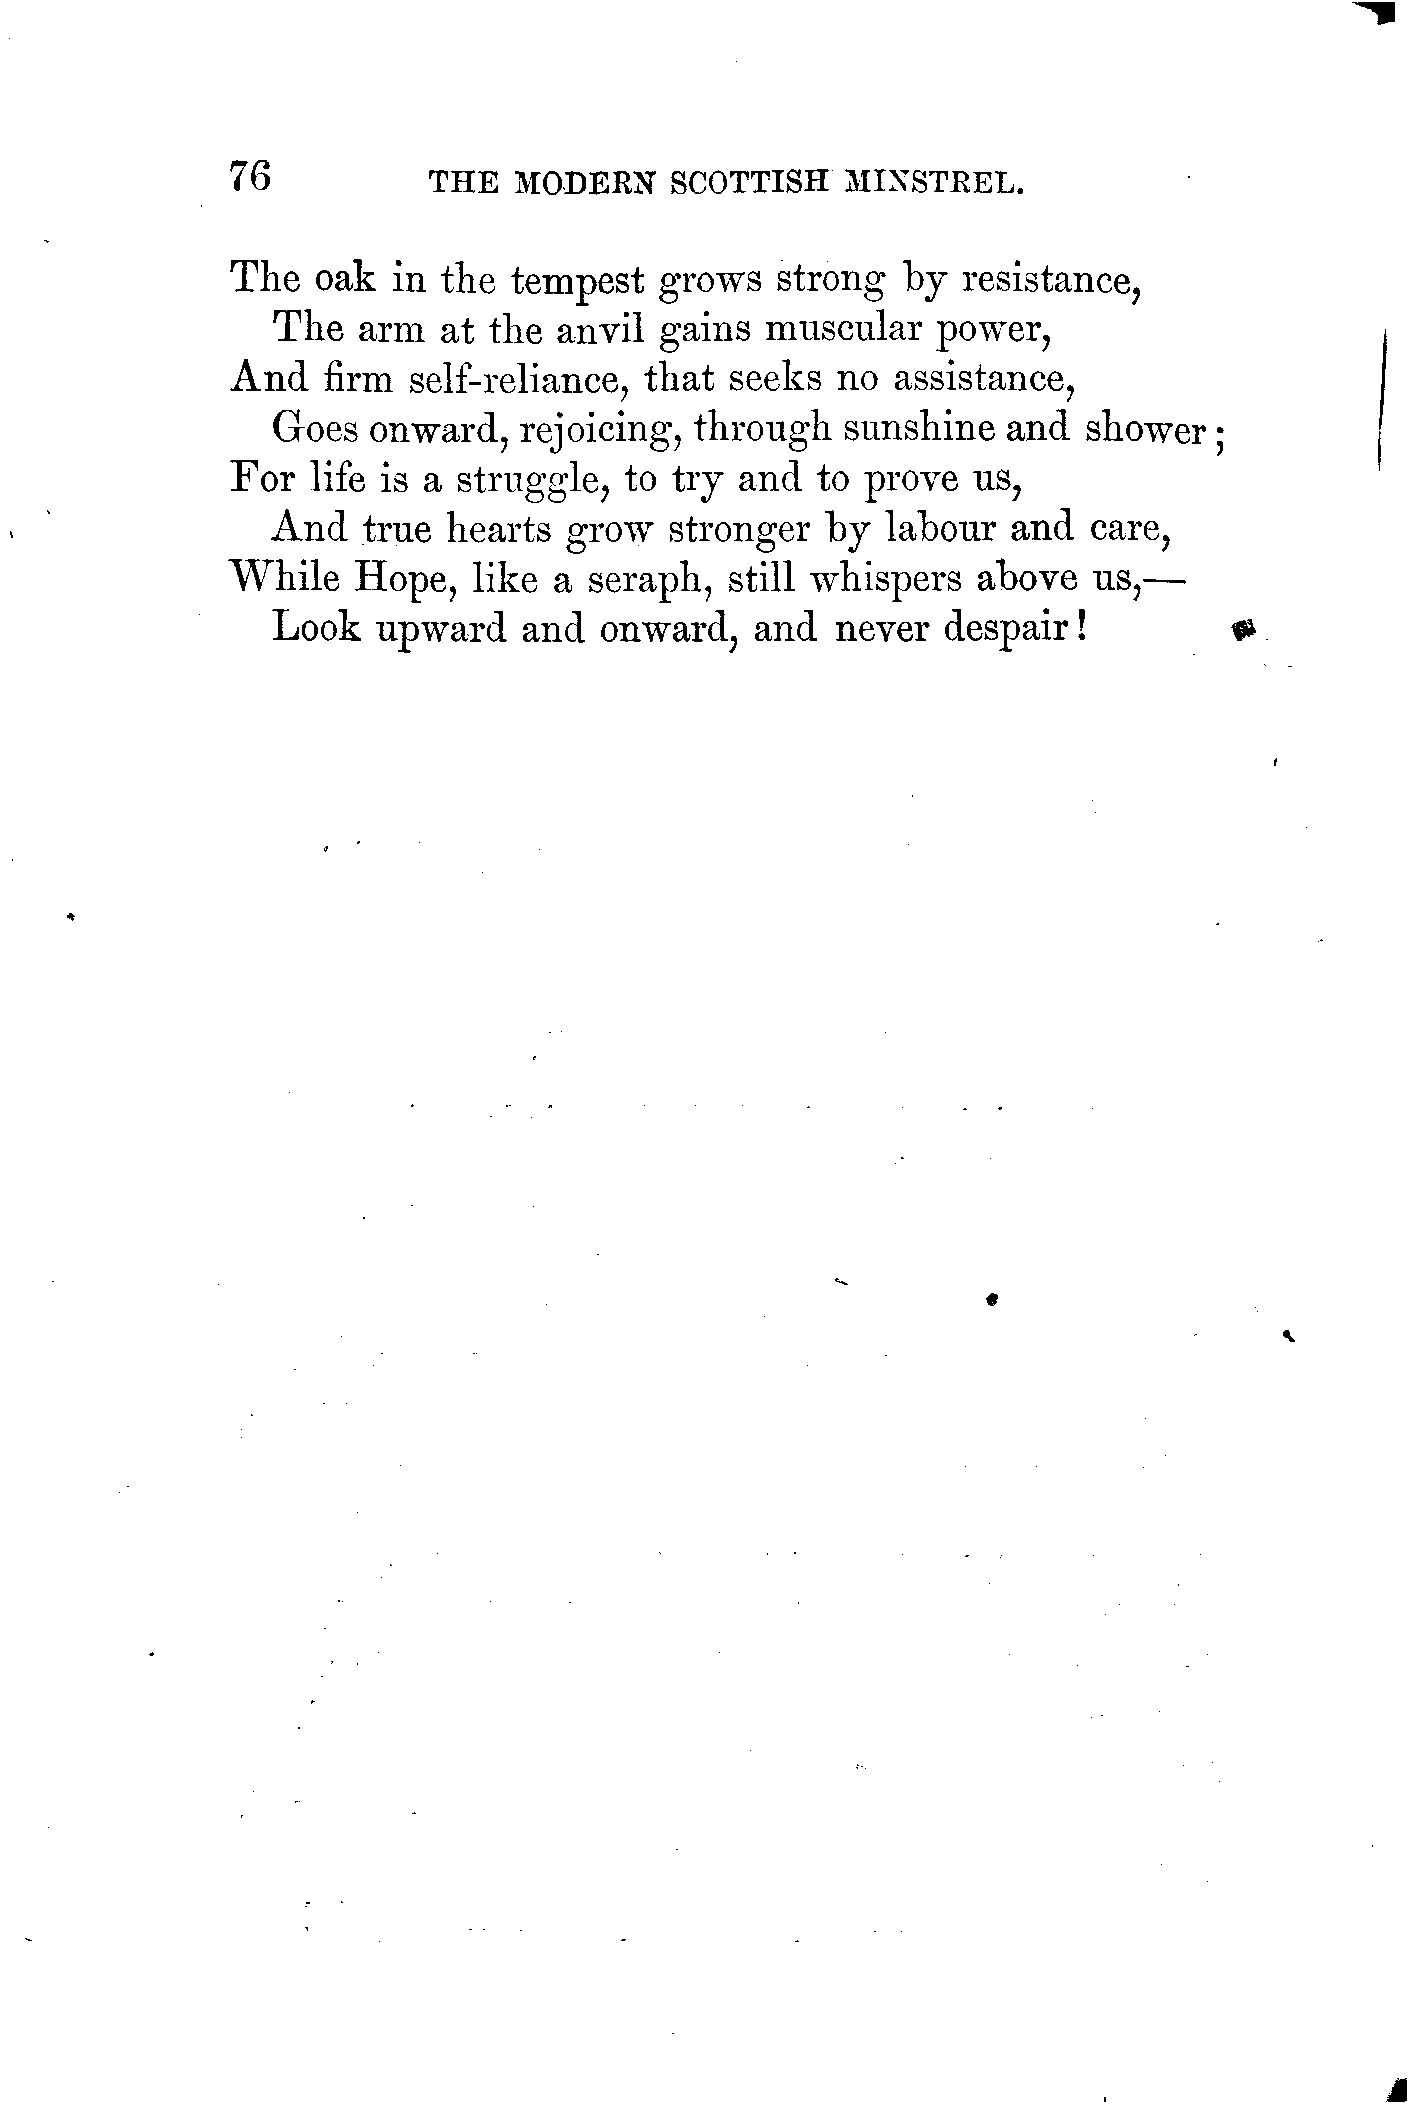 76 THE MODERN SCOTTISH MINSTREL.
The oak in the tempest grows strong by resistance,
The arm at the anvil gains muscular power,
And firm self-reliance, that seeks no assistance,
Goes onward, rejoicing, through sunshine and shower;
For life is a struggle, to try and to prove us,
And true hearts grow stronger by labour and care,
While Hope, like a seraph, still whispers above us,—
Look upward and onward, and never despair!